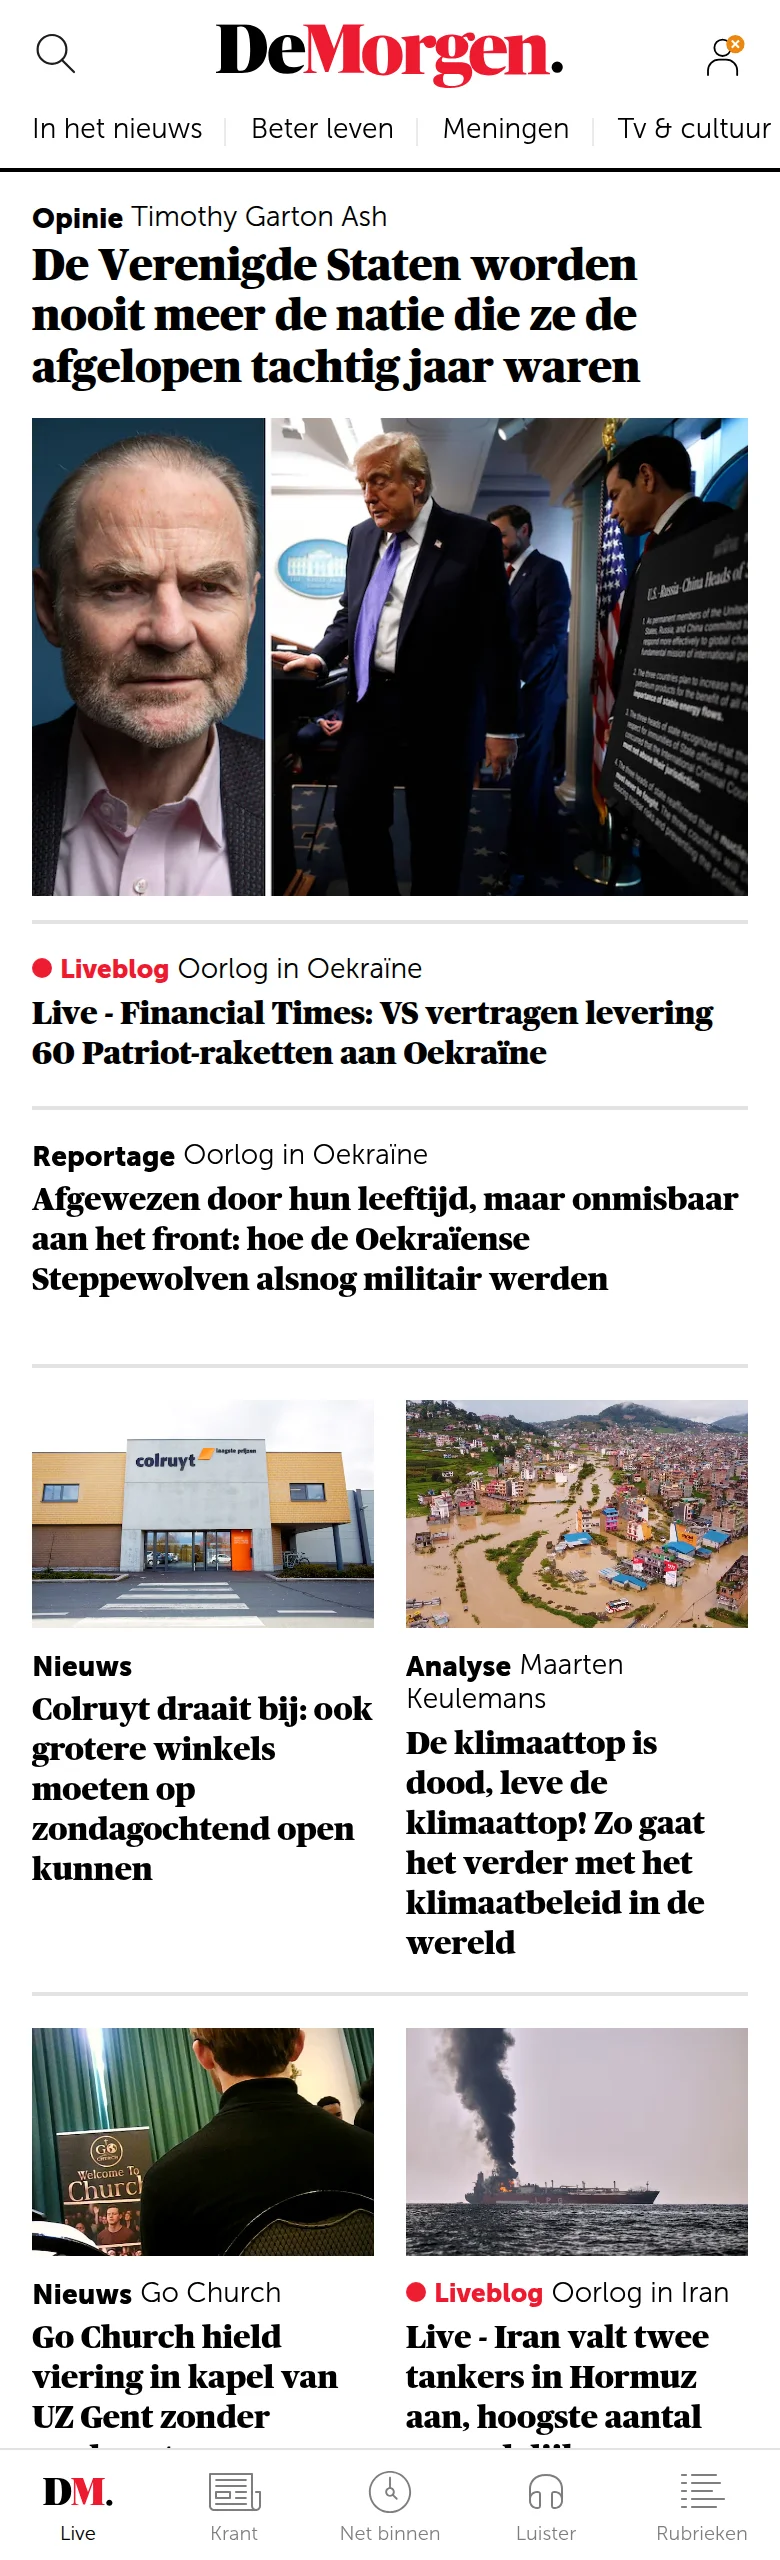 DeMorgen.
In het nieuws
Beter leven
Meningen
Tv & cultuur
Opinie Timothy Garton Ash
De Verenigde Staten worden
nooit meer de natie die ze de
afgelopen tachtig jaar waren
U.S.-Russia-China Heads of
Liveblog Oorlog in Oekraïne
Live - Financial Times: VS vertragen levering
60 Patriot-raketten aan Oekraïne
Reportage Oorlog in Oekraïne
Afgewezen door hun leeftijd, maar onmisbaar
aan het front: hoe de Oekraïense
Steppewolven alsnog militair werden
colruyt laagste prijzen
Nieuws
Colruyt draait bij: ook
grotere winkels
moeten op
zondagochtend open
kunnen
Analyse Maarten
Keulemans
De klimaattop is
dood, leve de
klimaattop! Zo gaat
het verder met het
klimaatbeleid in de
wereld
GO
Welcome To
Church
Nieuws Go Church
Go Church hield
viering in kapel van
UZ Gent zonder
Liveblog Oorlog in Iran
Live - Iran valt twee
tankers in Hormuz
aan, hoogste aantal
DM.
Live
Krant
Net binnen
Luister
Rubrieken